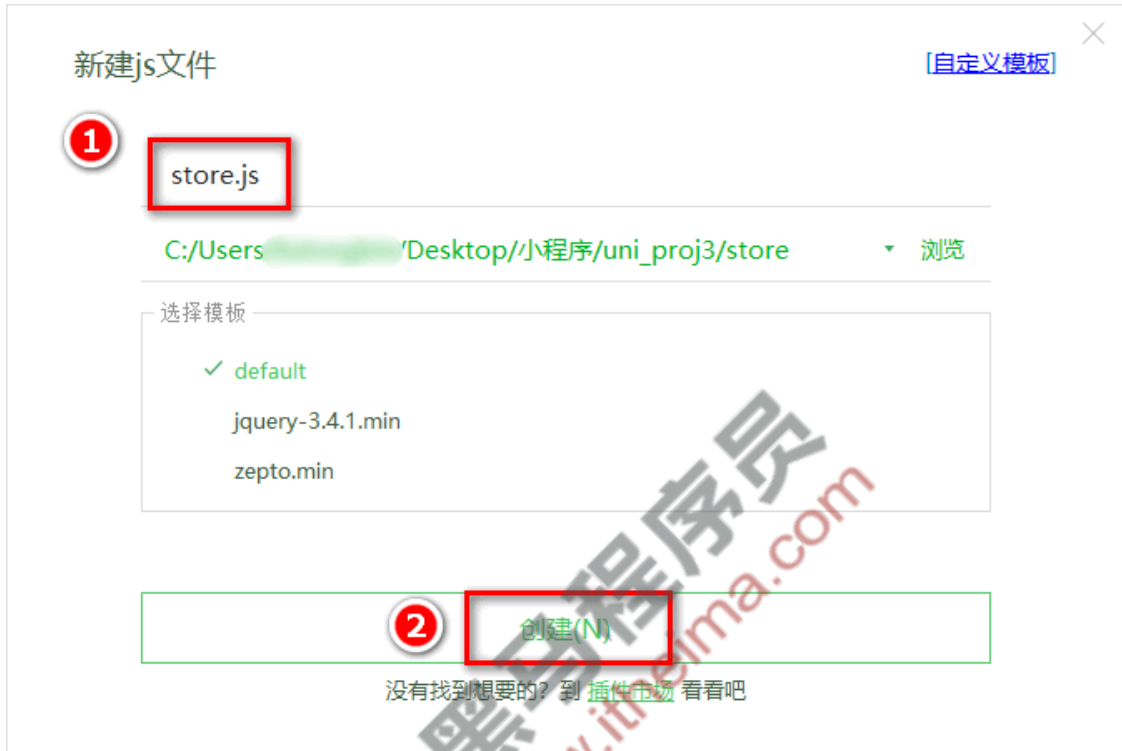 新建js文件
[自定义模板]
1
store.js
C:/Users /Desktop/小程序/uni_proj3/store
浏览
选择模板
default
jquery-3.4.1.min
zepto.min
2
创建(N)
没有找到想要的？到 插件市场 看看吧
黑马程序员
www.itheima.com